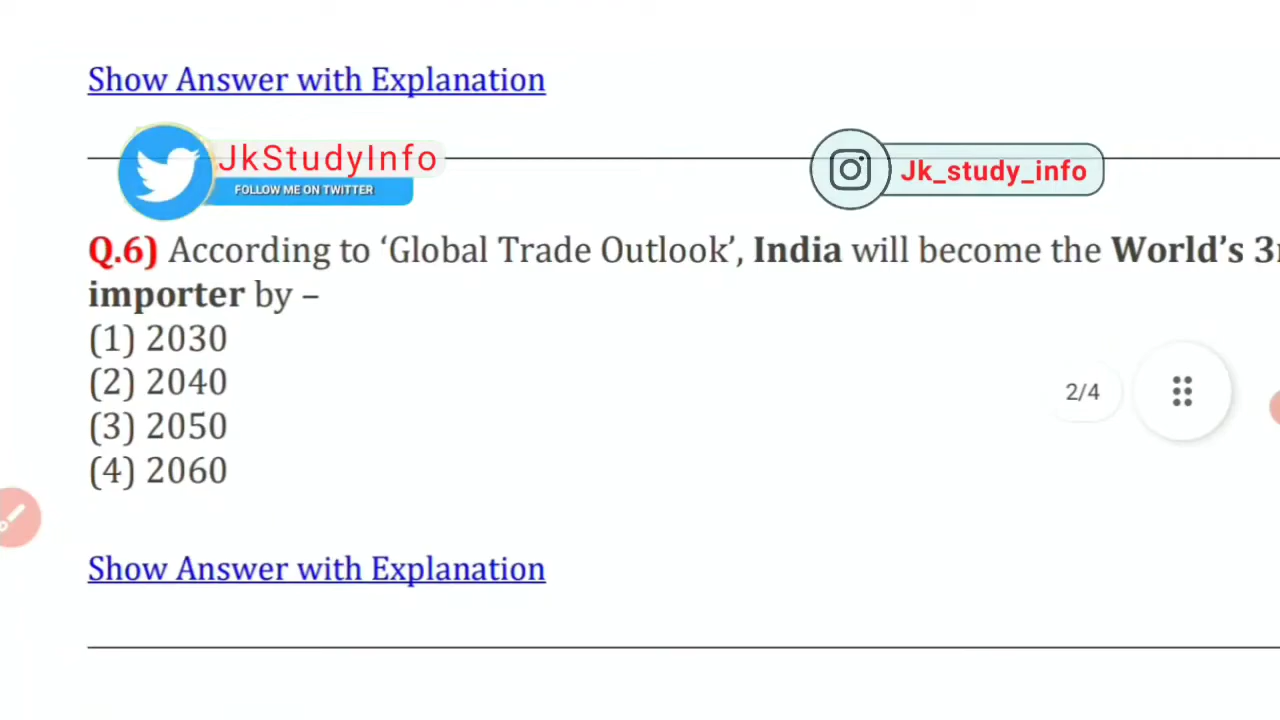 Show Answer with Explanation
JkStudyInfo
FOLLOW ME ON TWITTER
Jk_study_info
Q.6) According to ‘Global Trade Outlook’, India will become the World’s 3r
importer by –
(1) 2030
(2) 2040
2/4
(3) 2050
(4) 2060
Show Answer with Explanation